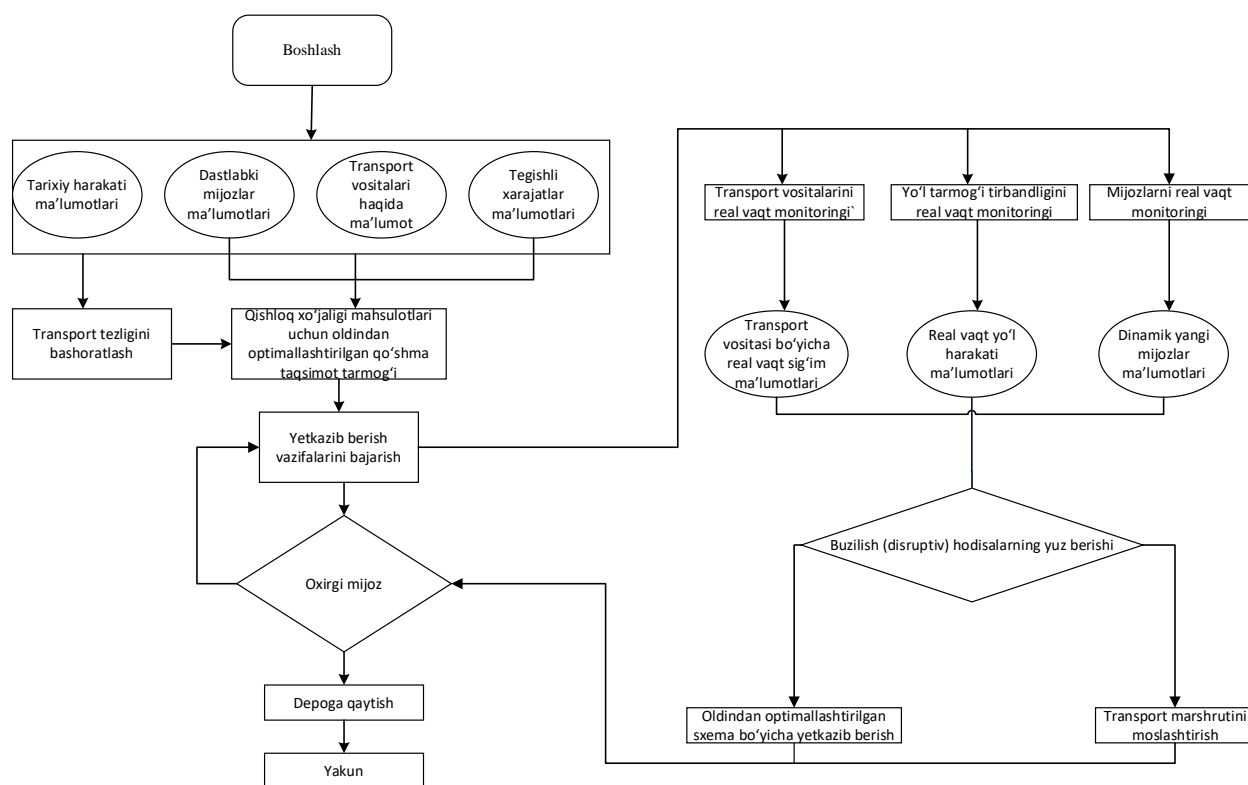 Boshlash
Tarixiy harakati
ma’lumotlari
Dastlabki
mijozlar
ma’lumotlari
Transport
vositalari
haqida
ma’lumot
Tegishli
xarajatlar
ma’lumotlari
Transport tezligini
bashoratlash
Qishloq xo‘jaligi mahsulotlari
uchun oldindan
optimallashtirilgan qo‘shma
taqsimot tarmog‘i
Yetkazib berish
vazifalarini bajarish
Oxirgi mijoz
Depoga qaytish
Yakun
Transport vositalarini
real vaqt monitoringi`
Yo‘l tarmog‘i tirbandligini
real vaqt monitoringi
Mijozlarni real vaqt
monitoringi
Transport
vositasi bo‘yicha
real vaqt sig‘im
ma’lumotlari
Real vaqt yo‘l
harakati
ma’lumotlari
Dinamik yangi
mijozlar
ma’lumotlari
Buzilish (disruptiv) hodisalarning yuz berishi
Oldindan optimallashtirilgan
sxema bo‘yicha yetkazib berish
Transport marshrutini
moslashtirish